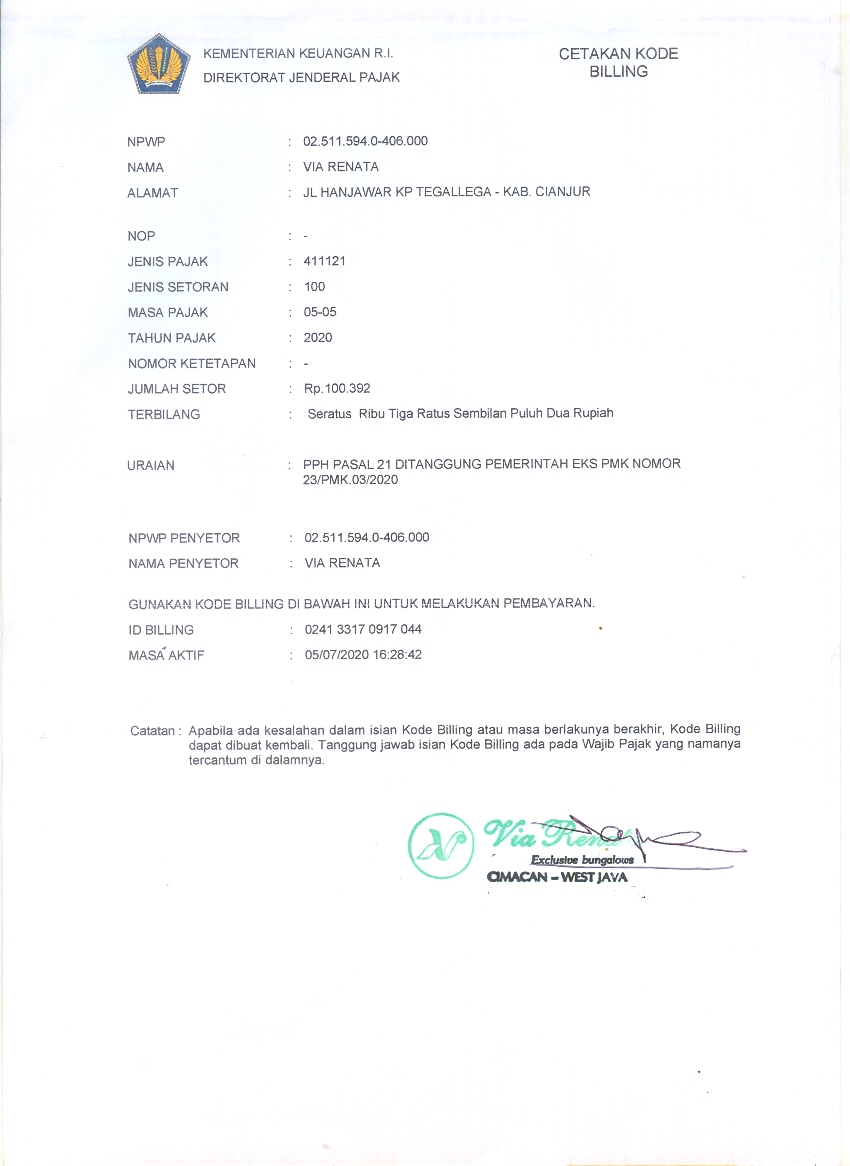 KEMENTERIAN KEUANGAN R.I.
DIREKTORAT JENDERAL PAJAK
CETAKAN KODE
BILLING
NPWP : 02.511.594.0-406.000
NAMA : VIA RENATA
ALAMAT : JL HANJAWAR KP TEGALLEGA - KAB. CIANJUR
NOP : -
JENIS PAJAK : 411121
JENIS SETORAN : 100
MASA PAJAK : 05-05
TAHUN PAJAK : 2020
NOMOR KETETAPAN : -
JUMLAH SETOR : Rp.100.392
TERBILANG : Seratus Ribu Tiga Ratus Sembilan Puluh Dua Rupiah
URAIAN : PPH PASAL 21 DITANGGUNG PEMERINTAH EKS PMK NOMOR
23/PMK.03/2020
NPWP PENYETOR : 02.511.594.0-406.000
NAMA PENYETOR : VIA RENATA
GUNAKAN KODE BILLING DI BAWAH INI UNTUK MELAKUKAN PEMBAYARAN.
ID BILLING : 0241 3317 0917 044
MASA AKTIF : 05/07/2020 16:28:42
Catatan : Apabila ada kesalahan dalam isian Kode Billing atau masa berlakunya berakhir, Kode Billing
dapat dibuat kembali. Tanggung jawab isian Kode Billing ada pada Wajib Pajak yang namanya
tercantum di dalamnya.
Via Renata
Exclusive bungalows
CIMACAN - WEST JAVA